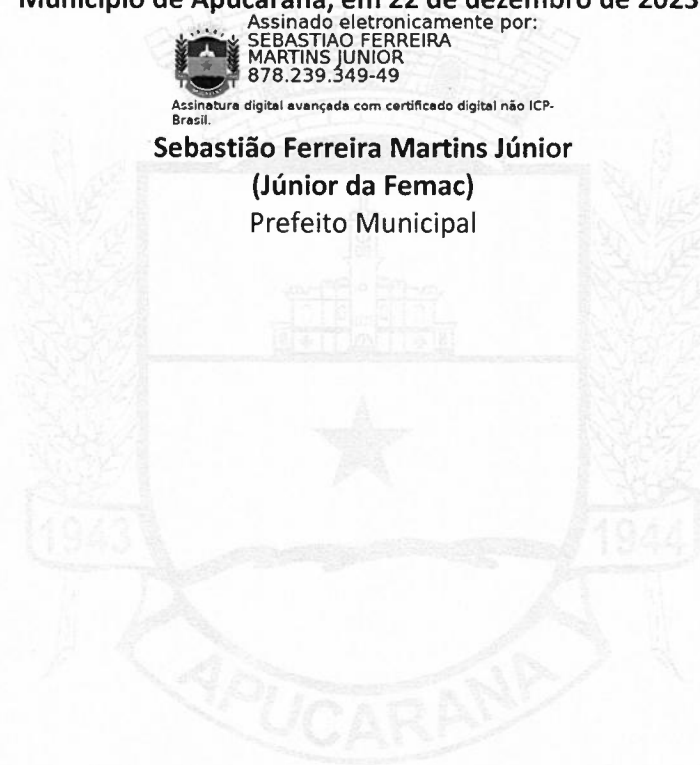 Município de Apucarana, em 22 de dezembro de 2023
Assinado eletronicamente por:
SEBASTIAO FERREIRA
MARTINS JUNIOR
878.239.349-49
Assinatura digital avançada com certificado digital não ICP-
Brasil.
Sebastião Ferreira Martins Júnior
(Júnior da Femac)
Prefeito Municipal
1943
1944
APUCARANA